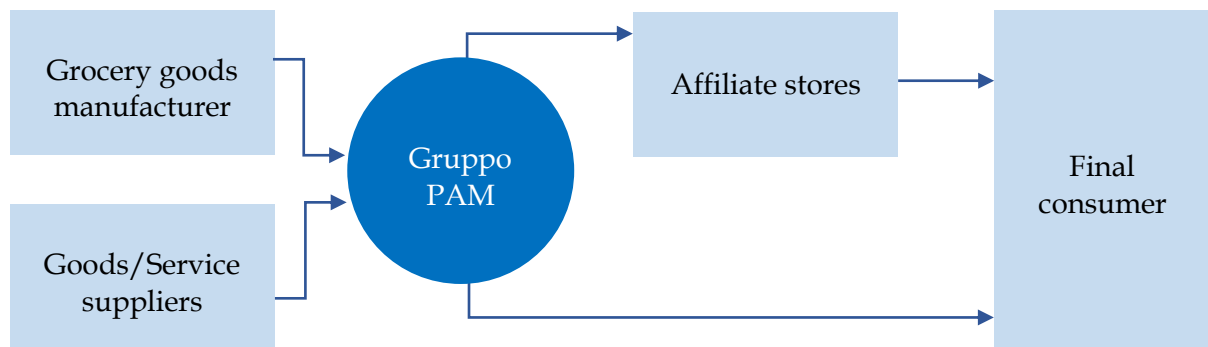 Grocery goods
manufacturer
Goods/Service
suppliers
Gruppo
PAM
Affiliate stores
Final
consumer